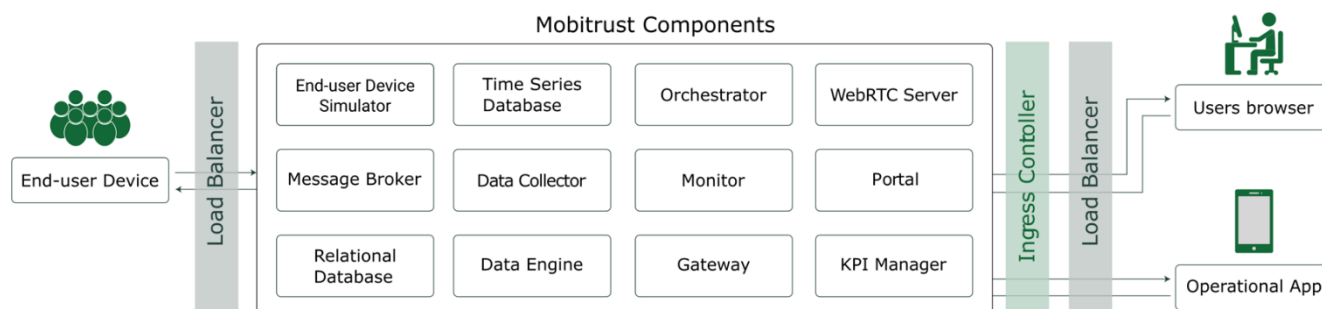 Mobitrust Components
End-user Device
Simulator
Time Series
Database
Orchestrator
WebRTC Server
Users browser
End-user Device
Load Balancer
Message Broker
Data Collector
Monitor
Portal
Ingress Contoller
Load Balancer
Relational
Database
Data Engine
Gateway
KPI Manager
Operational App